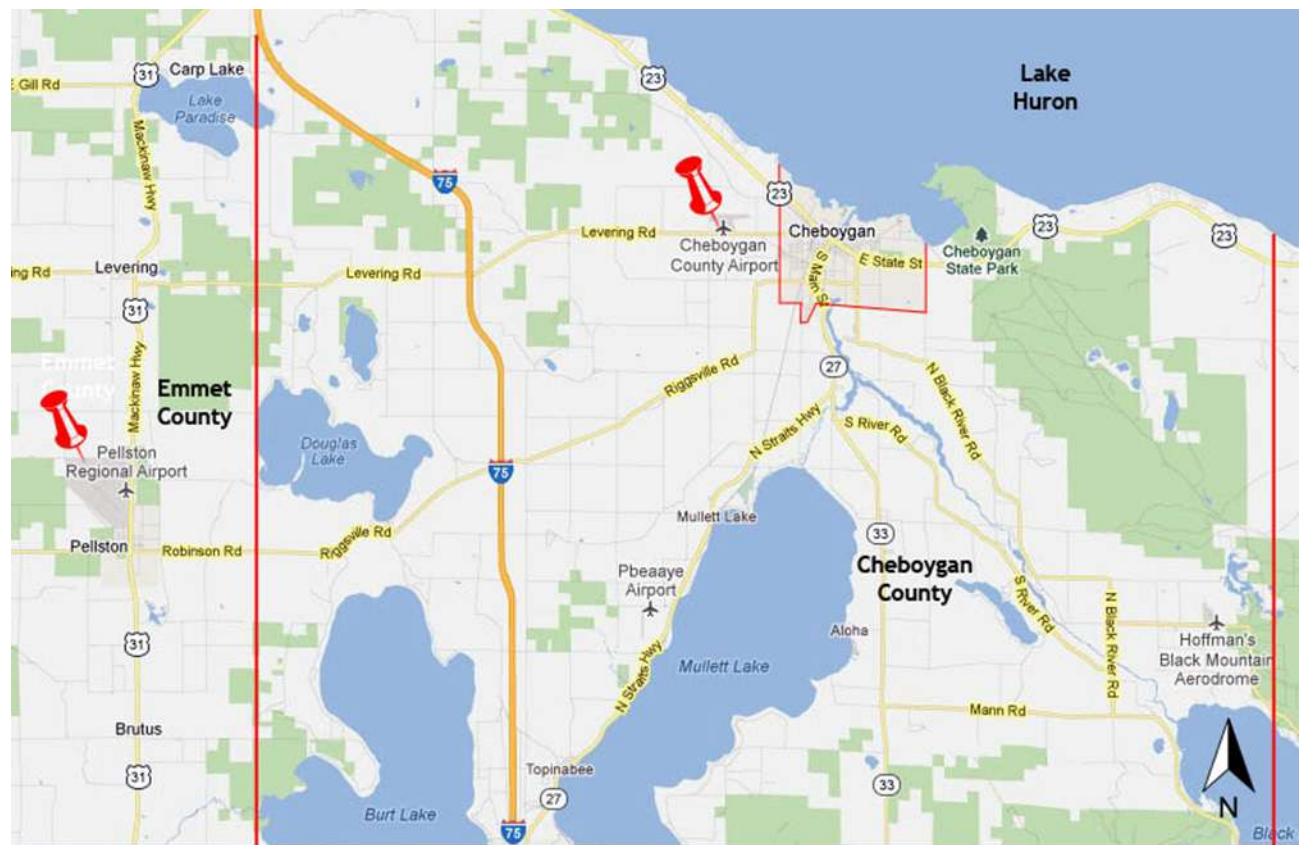 31
Carp Lake
E Gill Rd
Lake
Paradise
Mackinaw Hwy
23
Lake
Huron
75
23
Levering Rd
Cheboygan
County Airport
Cheboygan
S Main St
E State St
Cheboygan
State Park
23
23
ing Rd
Levering
Levering Rd
31
Emmet
County
Emmet
County
Mackinaw Hwy
Pellston
Regional Airport
Pellston
Robinson Rd
Riggsville Rd
Douglas
Lake
75
Riggsville Rd
27
N Straits Hwy
S River Rd
N Black River Rd
Mullett Lake
33
Cheboygan
County
Pbeaaye
Airport
Aloha
S River Rd
N Black River Rd
Hoffman's
Black Mountain
Aerodrome
31
Mullett Lake
N Straits Hwy
Mann Rd
Brutus
31
Topinabee
27
33
Burt Lake
75
N
Black